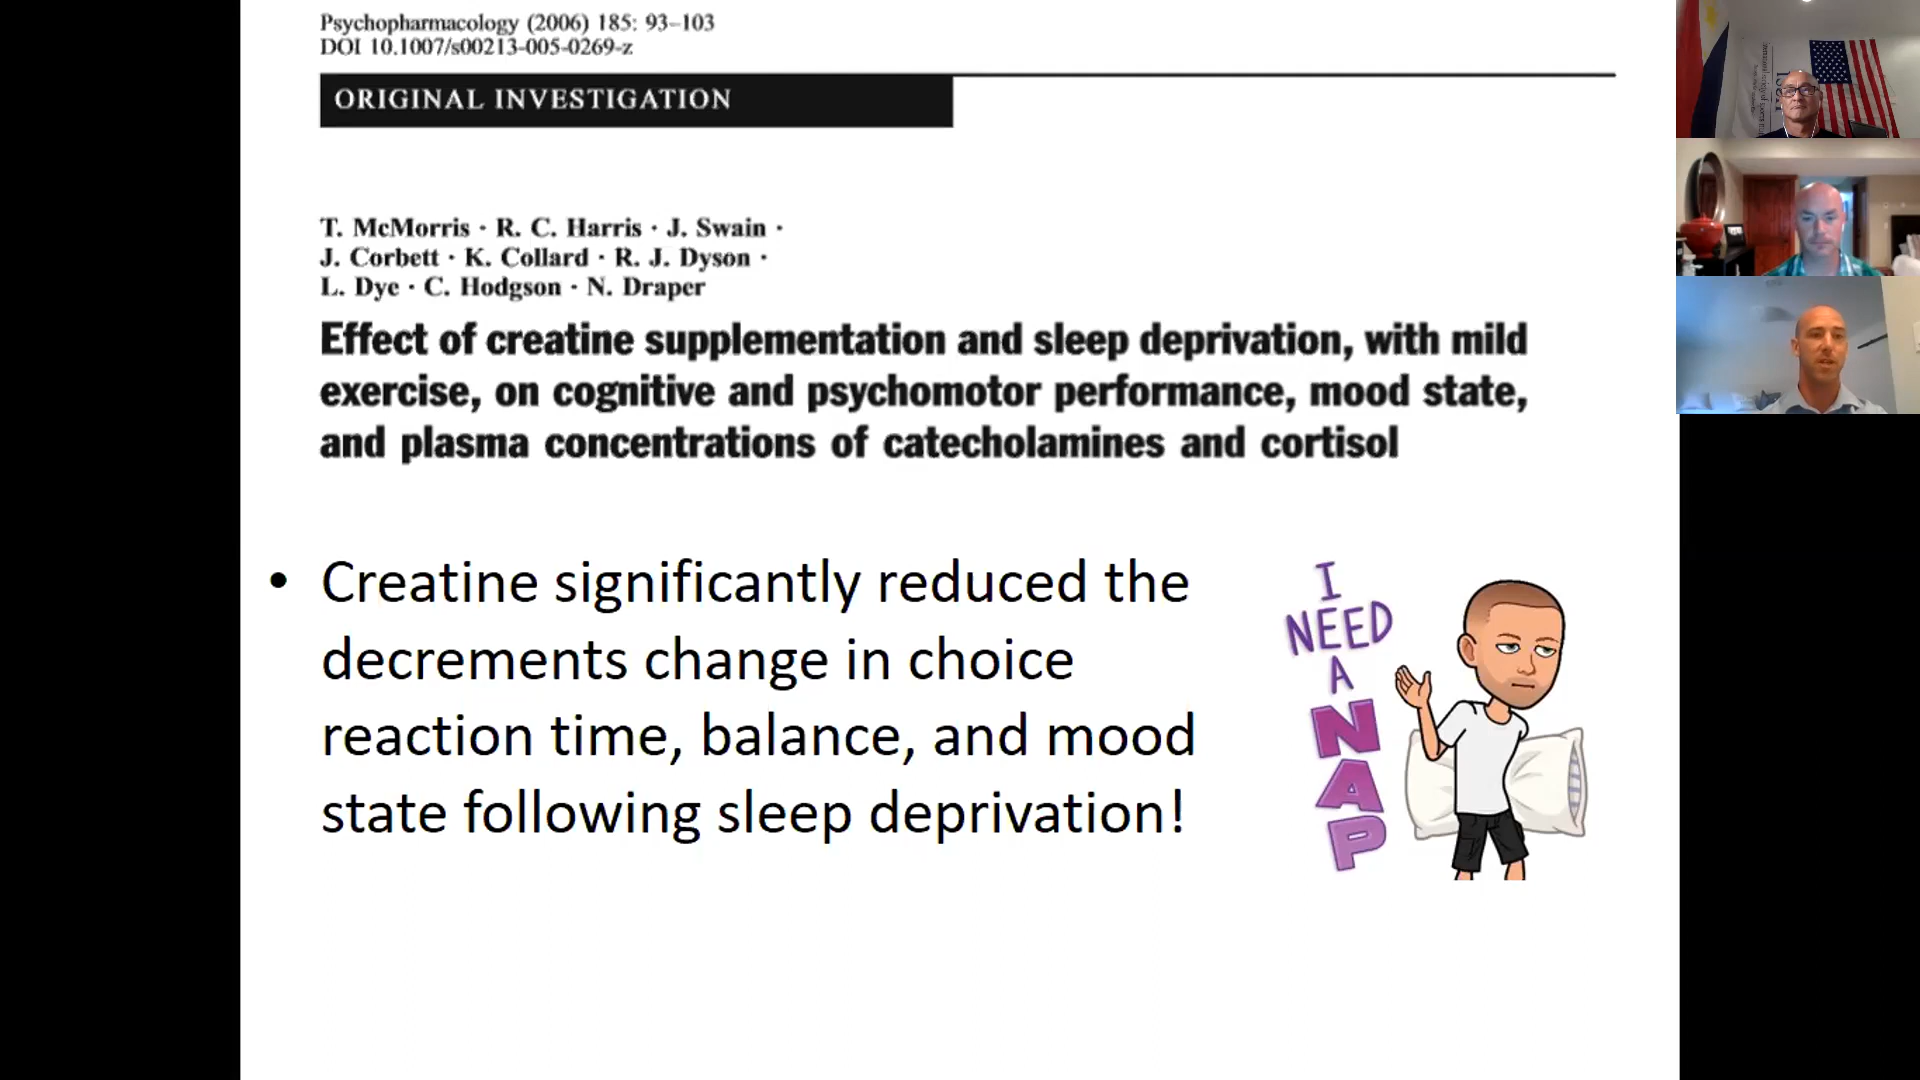 Psychopharmacology (2006) 185: 93–103
DOI 10.1007/s00213-005-0269-z
ORIGINAL INVESTIGATION
T. McMorris · R. C. Harris · J. Swain ·
J. Corbett · K. Collard · R. J. Dyson ·
L. Dye · C. Hodgson · N. Draper
Effect of creatine supplementation and sleep deprivation, with mild
exercise, on cognitive and psychomotor performance, mood state,
and plasma concentrations of catecholamines and cortisol
• Creatine significantly reduced the
decrements change in choice
reaction time, balance, and mood
state following sleep deprivation!
I
NEED
A
NAP